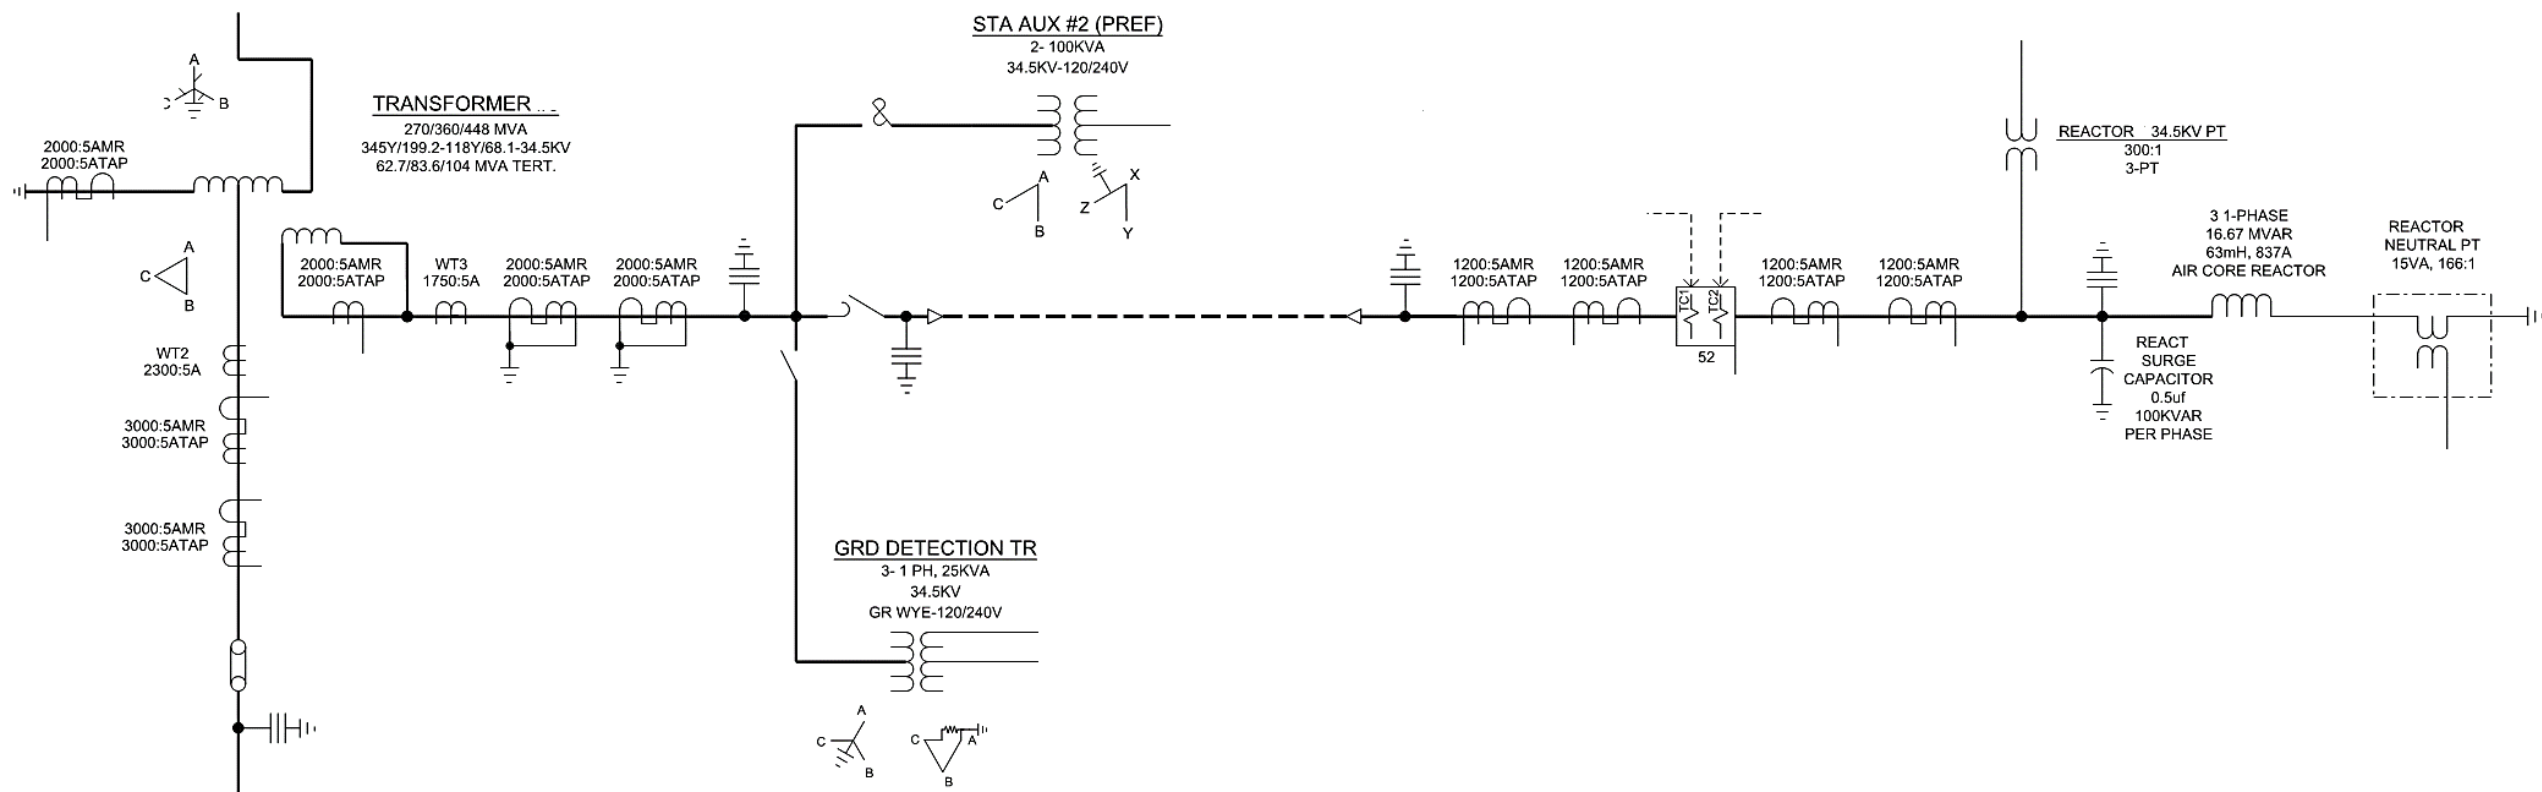 STA AUX #2 (PREF)
2- 100KVA
34.5KV-120/240V
A
B
TRANSFORMER
270/360/448 MVA
345Y/199.2-118Y/68.1-34.5KV
62.7/83.6/104 MVA TERT.
2000:5AMR
2000:5ATAP
A
C
B
A
C
B
X
Z
Y
REACTOR 34.5KV PT
300:1
3-PT
2000:5AMR
2000:5ATAP
WT3
1750:5A
2000:5AMR
2000:5ATAP
2000:5AMR
2000:5ATAP
1200:5AMR
1200:5ATAP
1200:5AMR
1200:5ATAP
TC1
TC2
52
1200:5AMR
1200:5ATAP
1200:5AMR
1200:5ATAP
3 1-PHASE
16.67 MVAR
63mH, 837A
AIR CORE REACTOR
REACTOR
NEUTRAL PT
15VA, 166:1
WT2
2300:5A
3000:5AMR
3000:5ATAP
3000:5AMR
3000:5ATAP
REACT
SURGE
CAPACITOR
0.5uf
100KVAR
PER PHASE
GRD DETECTION TR
3- 1 PH, 25KVA
34.5KV
GR WYE-120/240V
A
C
B
C
A
B